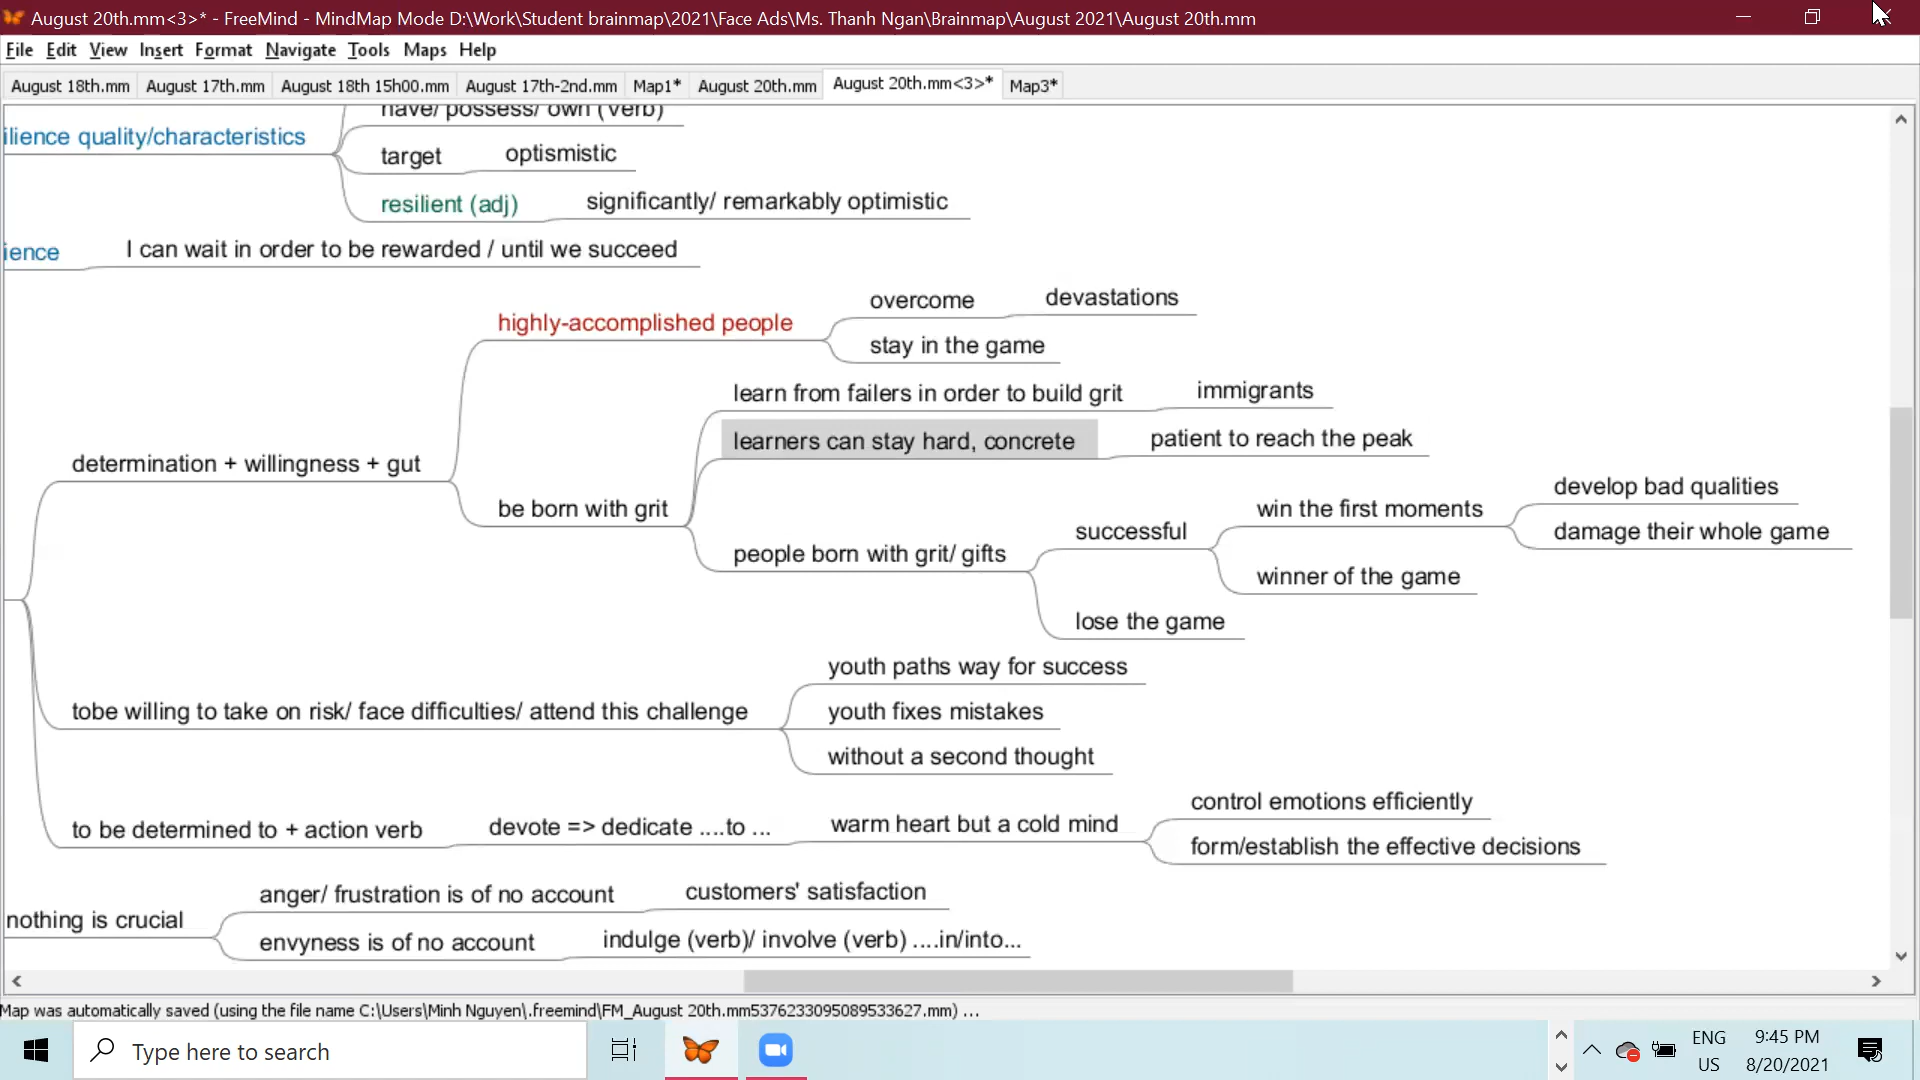 August 20th.mm<3>* - FreeMind - MindMap Mode D:\Work\Student brainmap\2021\Face Ads\Ms. Thanh Ngan\Brainmap\August 2021\August 20th.mm
File Edit View Insert Format Navigate Tools Maps Help
August 18th.mm August 17th.mm August 18th 15h00.mm August 17th-2nd.mm Map1* August 20th.mm August 20th.mm<3>* Map3*
have/ possess/ own (verb)
ilience quality/characteristics
target optismistic
resilient (adj) significantly/ remarkably optimistic
ience I can wait in order to be rewarded / until we succeed
overcome devastations
highly-accomplished people
stay in the game
learn from failers in order to build grit immigrants
learners can stay hard, concrete patient to reach the peak
determination + willingness + gut
be born with grit
develop bad qualities
win the first moments
successful
damage their whole game
people born with grit/ gifts
winner of the game
lose the game
youth paths way for success
tobe willing to take on risk/ face difficulties/ attend this challenge
youth fixes mistakes
without a second thought
control emotions efficiently
to be determined to + action verb devote => dedicate ....to ... warm heart but a cold mind
form/establish the effective decisions
anger/ frustration is of no account customers' satisfaction
nothing is crucial
envyness is of no account indulge (verb)/ involve (verb) ....in/into...
Map was automatically saved (using the file name C:\Users\Minh Nguyen\.freemind\FM_August 20th.mm5376233095089533627.mm) ...
Type here to search
ENG 9:45 PM
US 8/20/2021